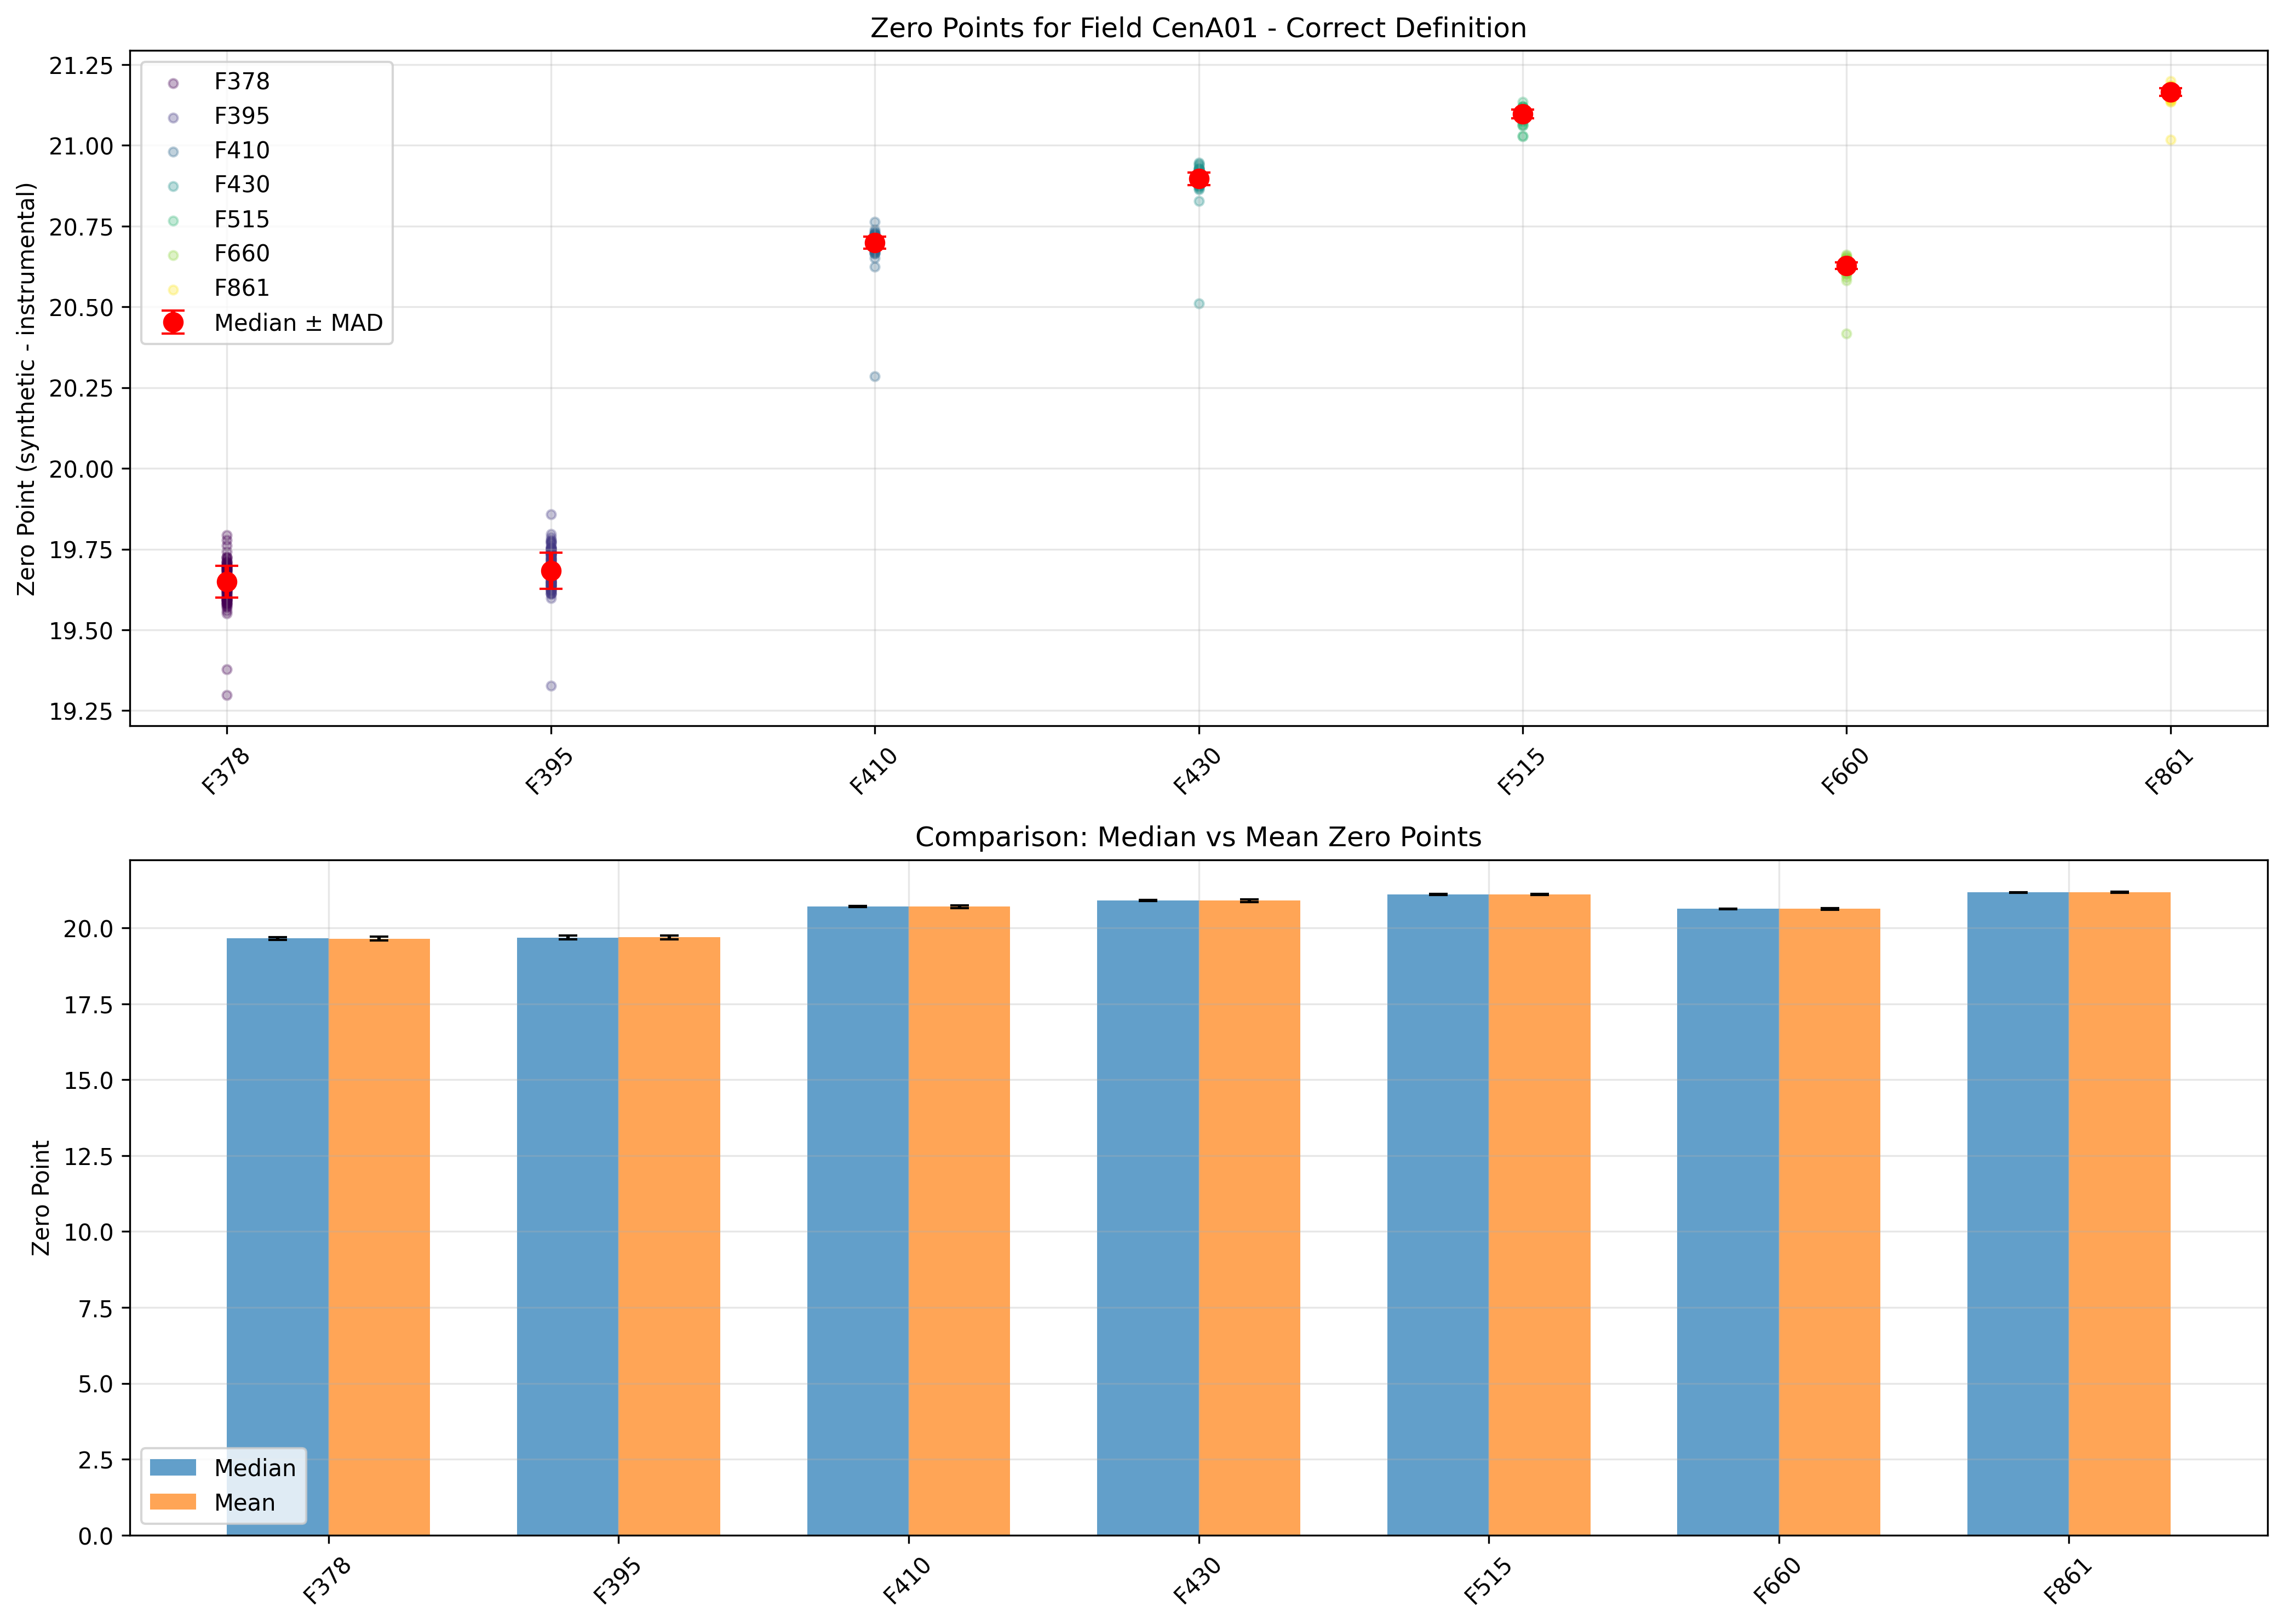 Zero Points for Field CenA01 - Correct Definition
Zero Point (synthetic - instrumental)
21.25
21.00
20.75
20.50
20.25
20.00
19.75
19.50
19.25
F378
F395
F410
F430
F515
F660
F861
Median ± MAD
F378
F395
F410
F430
F515
F660
F861
Comparison: Median vs Mean Zero Points
Zero Point
20.0
17.5
15.0
12.5
10.0
7.5
5.0
2.5
0.0
Median
Mean
F378
F395
F410
F430
F515
F660
F861